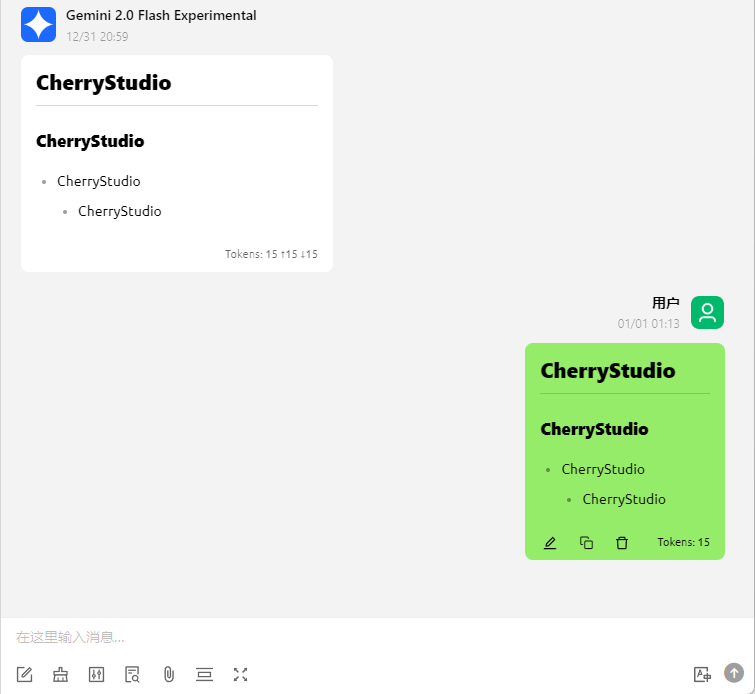 Gemini 2.0 Flash Experimental
12/31 20:59
CherryStudio
CherryStudio
CherryStudio
CherryStudio
Tokens: 15 ↑15 ↓15
用户
01/01 01:13
CherryStudio
CherryStudio
CherryStudio
CherryStudio
Tokens: 15
在这里输入消息...